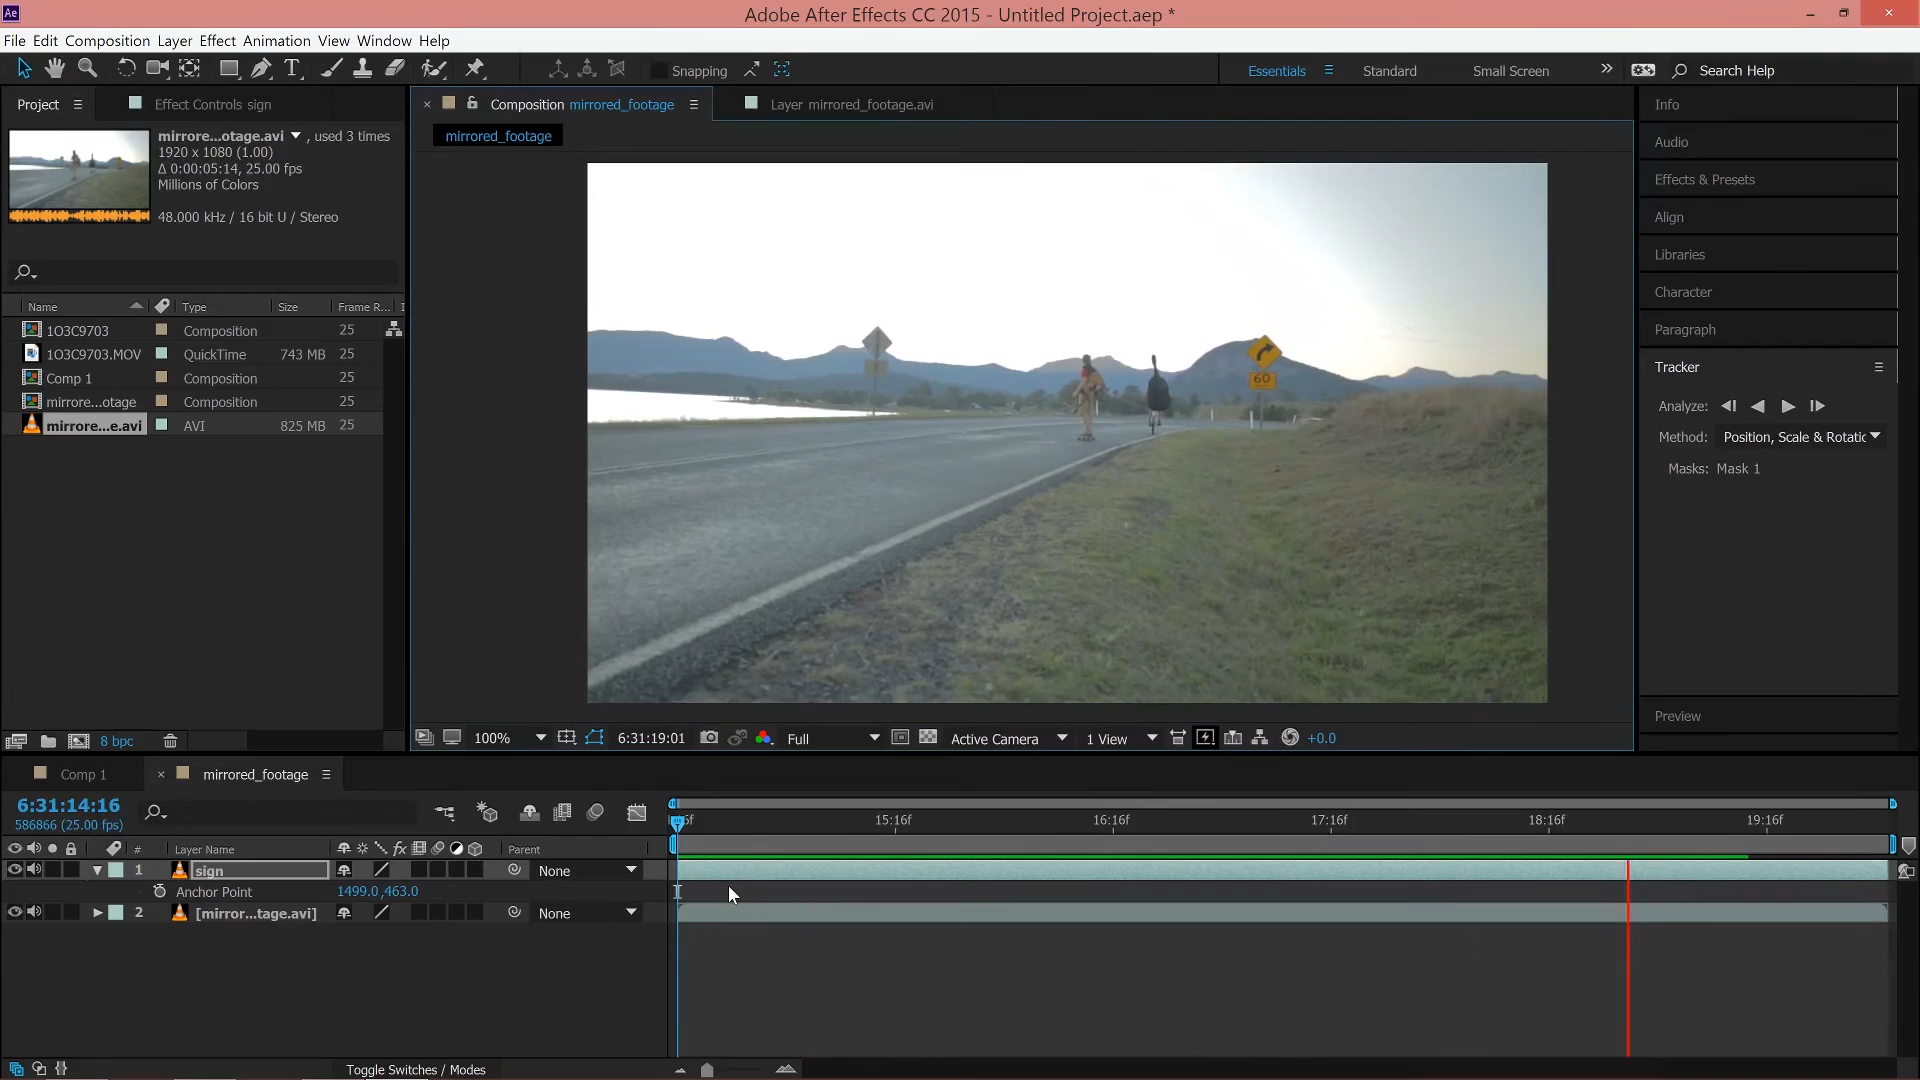 Ae
Adobe After Effects CC 2015 - Untitled Project.aep *
File Edit Composition Layer Effect Animation View Window Help
Snapping
Essentials
Standard
Small Screen
Search Help
Project
Effect Controls sign
Composition mirrored_footage
Layer mirrored_footage.avi
mirrored_footage
mirrore...otage.avi , used 3 times
1920 x 1080 (1.00)
Δ 0:00:05:14, 25.00 fps
Millions of Colors
48.000 kHz / 16 bit U / Stereo
Name Type Size Frame R...
1O3C9703 Composition 25
1O3C9703.MOV QuickTime 743 MB 25
Comp 1 Composition 25
mirrore...otage Composition 25
mirrore...e.avi AVI 825 MB 25
8 bpc
60
100% 6:31:19:01 Full Active Camera 1 View +0.0
Info
Audio
Effects & Presets
Align
Libraries
Character
Paragraph
Tracker
Analyze:
Method: Position, Scale & Rotatic
Masks: Mask 1
Preview
Comp 1
mirrored_footage
6:31:14:16
586866 (25.00 fps)
15:16f 16:16f 17:16f 18:16f 19:16f
# Layer Name fx Parent
1 sign None
Anchor Point 1499.0,463.0
2 [mirror...tage.avi] None
Toggle Switches / Modes